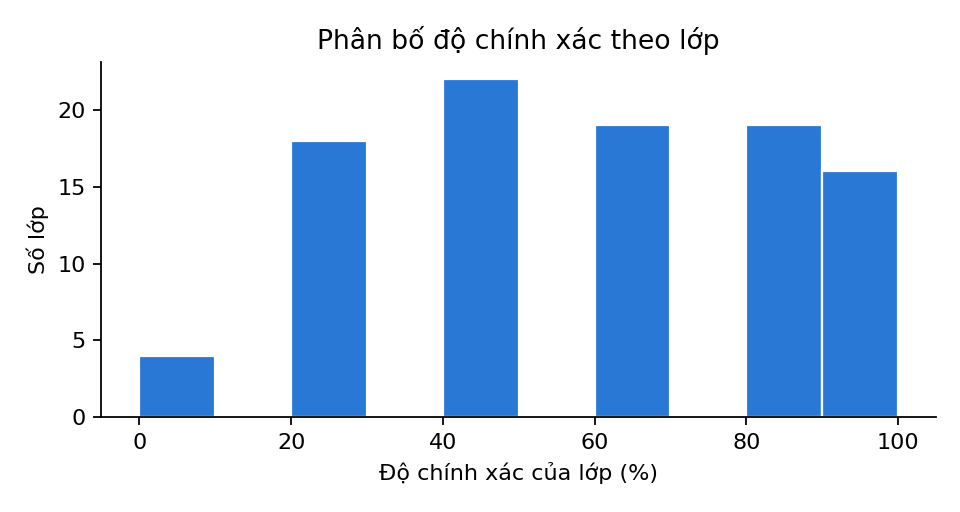 Phân bố độ chính xác theo lớp
Số lớp
20
15
10
5
0
0 20 40 60 80 100
Độ chính xác của lớp (%)